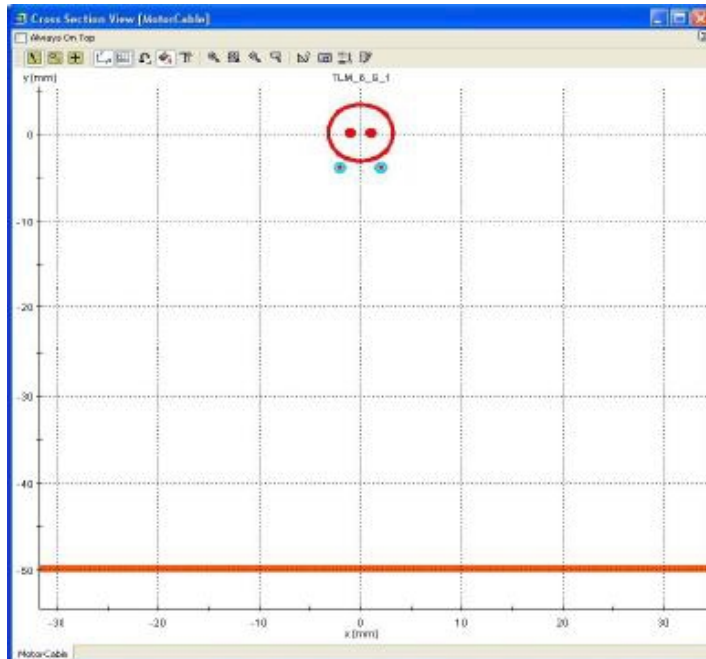 Cross Section View [MotorCable]
Always On Top
y(mm)
TLM_6_G_1
0
-10
-20
-30
-40
-50
-30 -20 -10 0 10 20 30
x(mm)
MotorCable